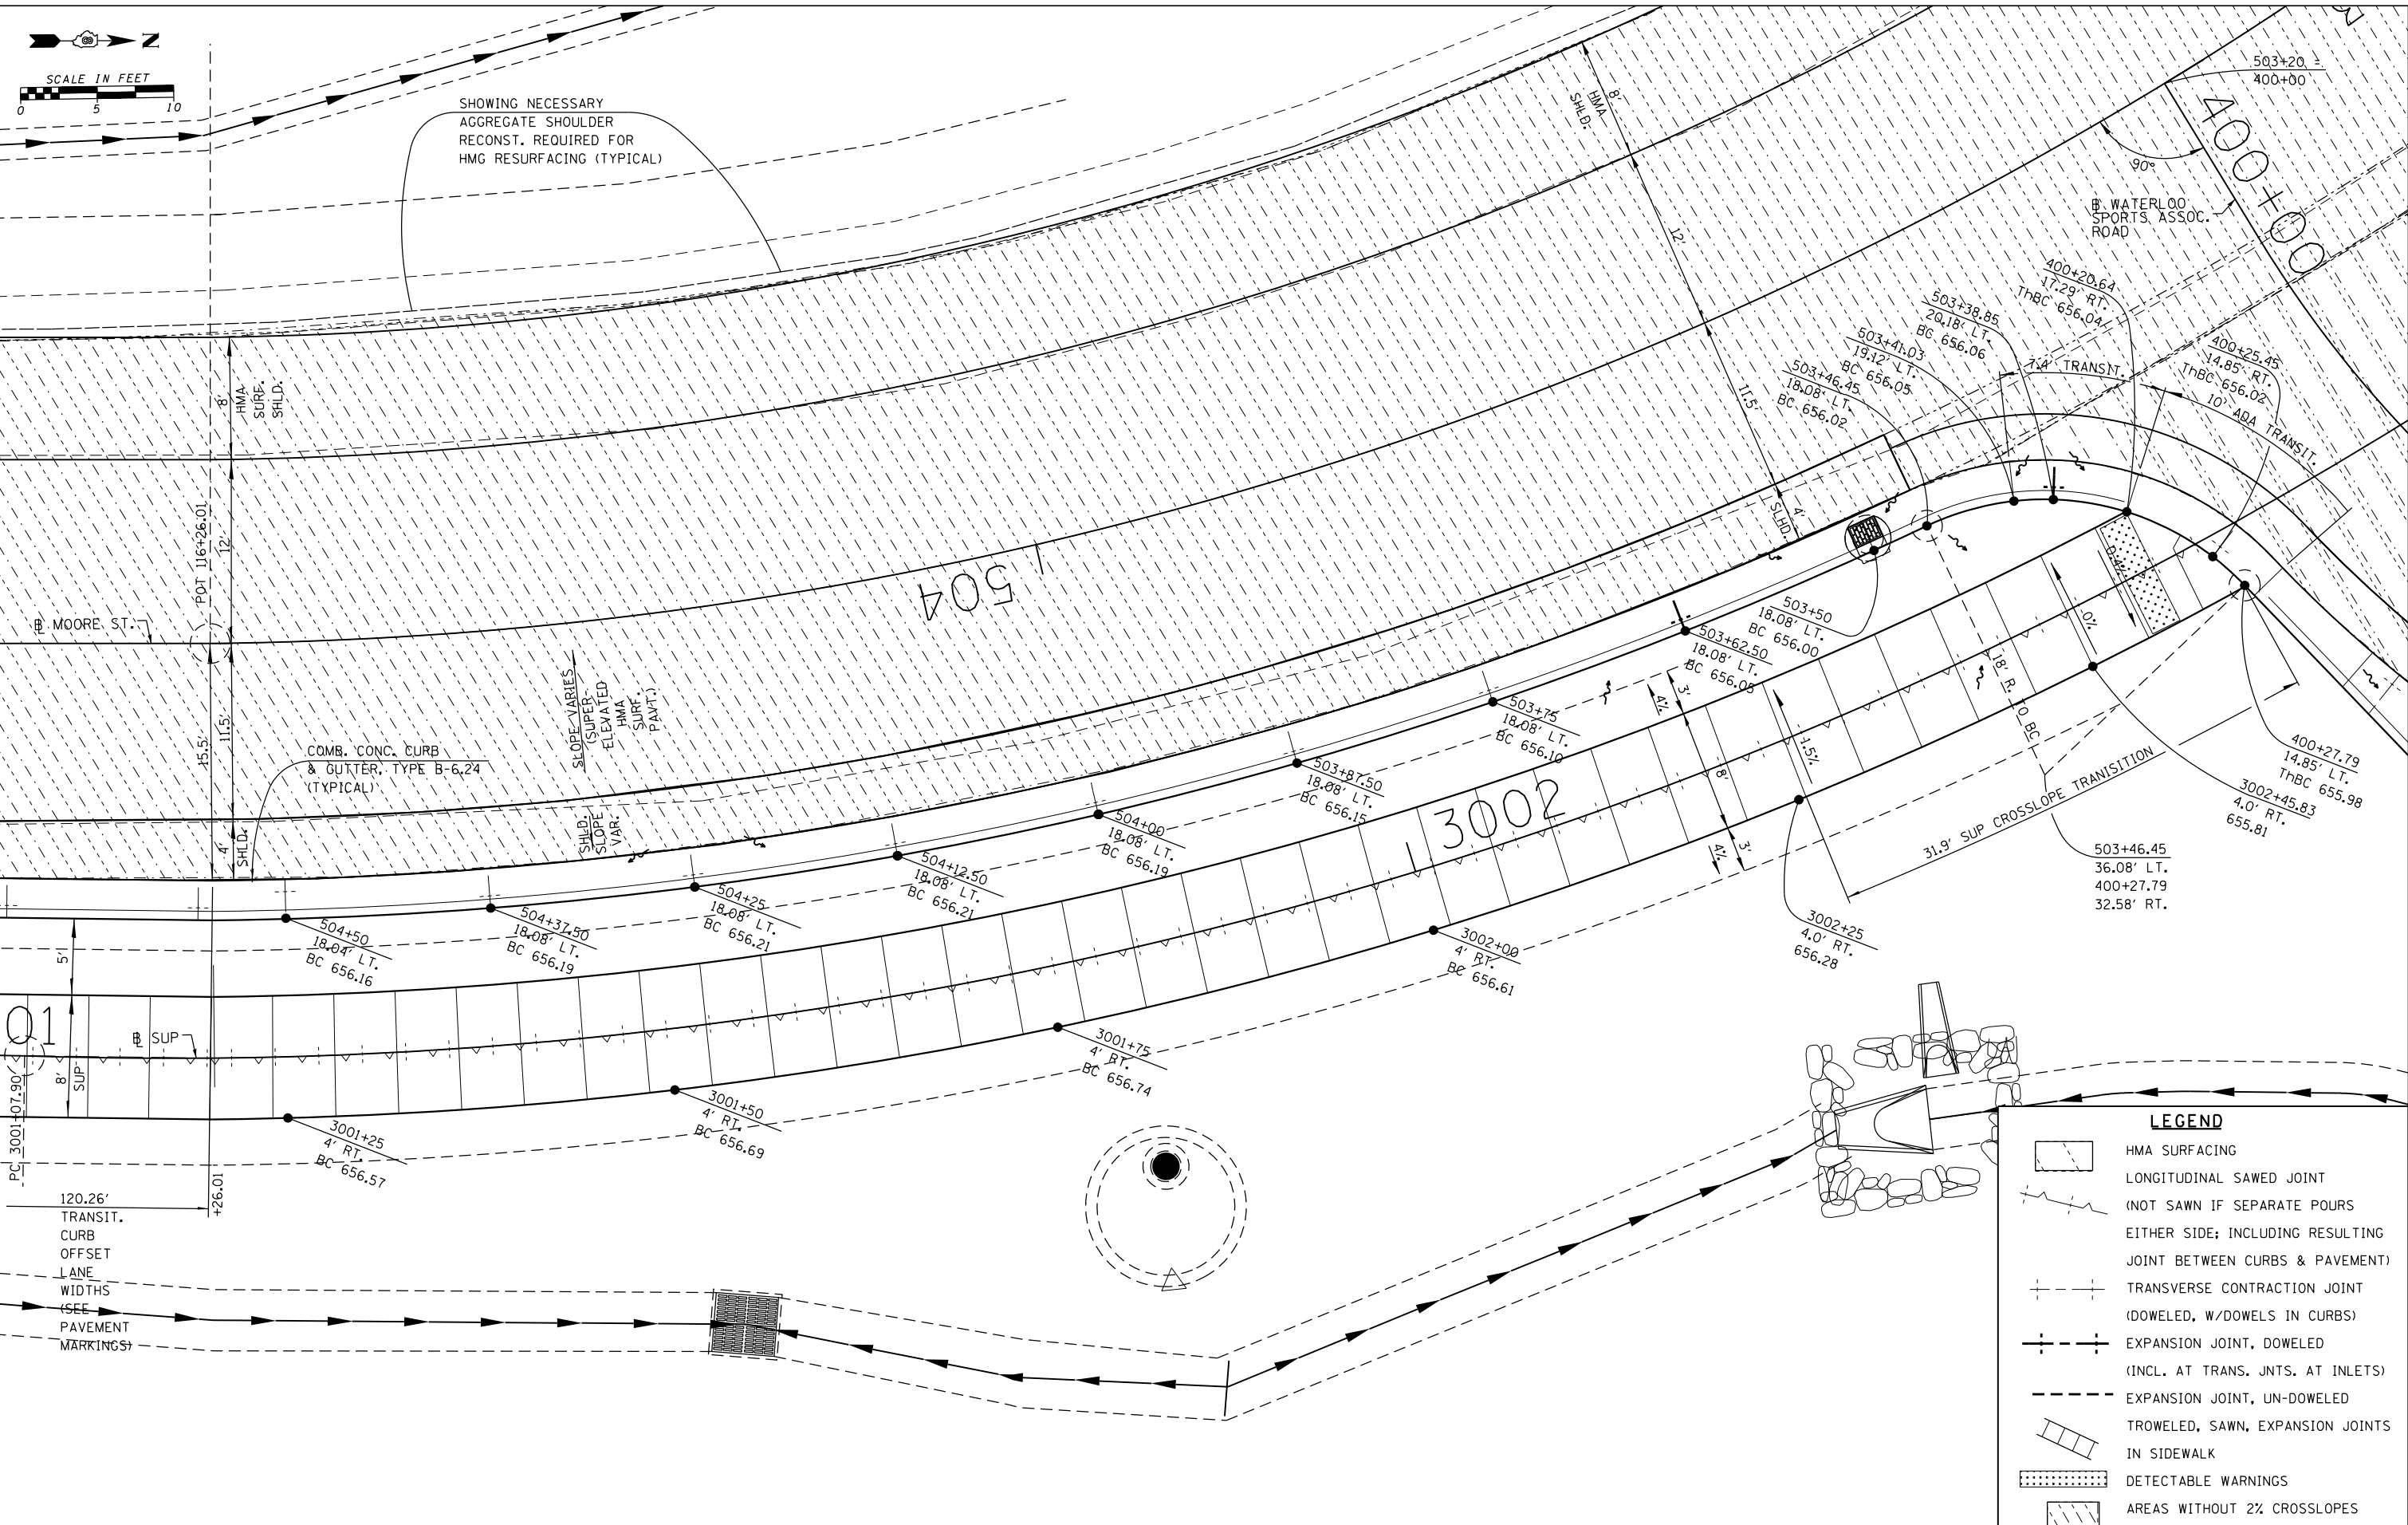 N
SCALE IN FEET
0 5 10
SHOWING NECESSARY
AGGREGATE SHOULDER
RECONST. REQUIRED FOR
HMG RESURFACING (TYPICAL)
8'
HMA
SHLD.
12'
11.5'
4'
SLHD.
503+20 =
400+00
400+00
90°
℄ WATERLOO
SPORTS ASSOC.
ROAD
400+20.64
17.29' RT.
ThBC 656.04
503+38.85
20.18' LT.
BC 656.06
503+41.03
19.12' LT.
BC 656.05
503+46.45
18.08' LT.
BC 656.02
7.4' TRANSIT.
400+25.45
14.85' RT.
ThBC 656.02
10' ADA TRANSIT.
8'
HMA
SURF.
SHLD.
POT 116+26.01
12'
℄ MOORE ST.
15.5'
11.5'
4'
SHLD.
COMB. CONC. CURB
& GUTTER, TYPE B-6.24
(TYPICAL)
SLOPE VARIES
(SUPER-
ELEVATED
HMA
SURF.
PAVT.)
SHLD.
SLOPE
VAR.
504
503+50
18.08' LT.
BC 656.00
503+62.50
18.08' LT.
BC 656.05
503+75
18.08' LT.
BC 656.10
503+87.50
18.08' LT.
BC 656.15
504+00
18.08' LT.
BC 656.19
504+12.50
18.08' LT.
BC 656.21
504+25
18.08' LT.
BC 656.21
504+37.50
18.08' LT.
BC 656.19
504+50
18.04' LT.
BC 656.16
3'
4%
8'
3'
4%
1.5%
.0%
18' R. TO BC
3002
31.9' SUP CROSSLOPE TRANISITION
400+27.79
14.85' LT.
ThBC 655.98
3002+45.83
4.0' RT.
655.81
503+46.45
36.08' LT.
400+27.79
32.58' RT.
3002+25
4.0' RT.
656.28
3002+00
4' RT.
BC 656.61
3001+75
4' RT.
BC 656.74
3001+50
4' RT.
BC 656.69
3001+25
4' RT.
BC 656.57
5'
01
℄ SUP
8'
SUP
PC 3001+07.90
+26.01
120.26'
TRANSIT.
CURB
OFFSET
LANE
WIDTHS
(SEE
PAVEMENT
MARKINGS)
LEGEND
HMA SURFACING
LONGITUDINAL SAWED JOINT
(NOT SAWN IF SEPARATE POURS
EITHER SIDE; INCLUDING RESULTING
JOINT BETWEEN CURBS & PAVEMENT)
TRANSVERSE CONTRACTION JOINT
(DOWELED, W/DOWELS IN CURBS)
EXPANSION JOINT, DOWELED
(INCL. AT TRANS. JNTS. AT INLETS)
EXPANSION JOINT, UN-DOWELED
TROWELED, SAWN, EXPANSION JOINTS
IN SIDEWALK
DETECTABLE WARNINGS
AREAS WITHOUT 2% CROSSLOPES